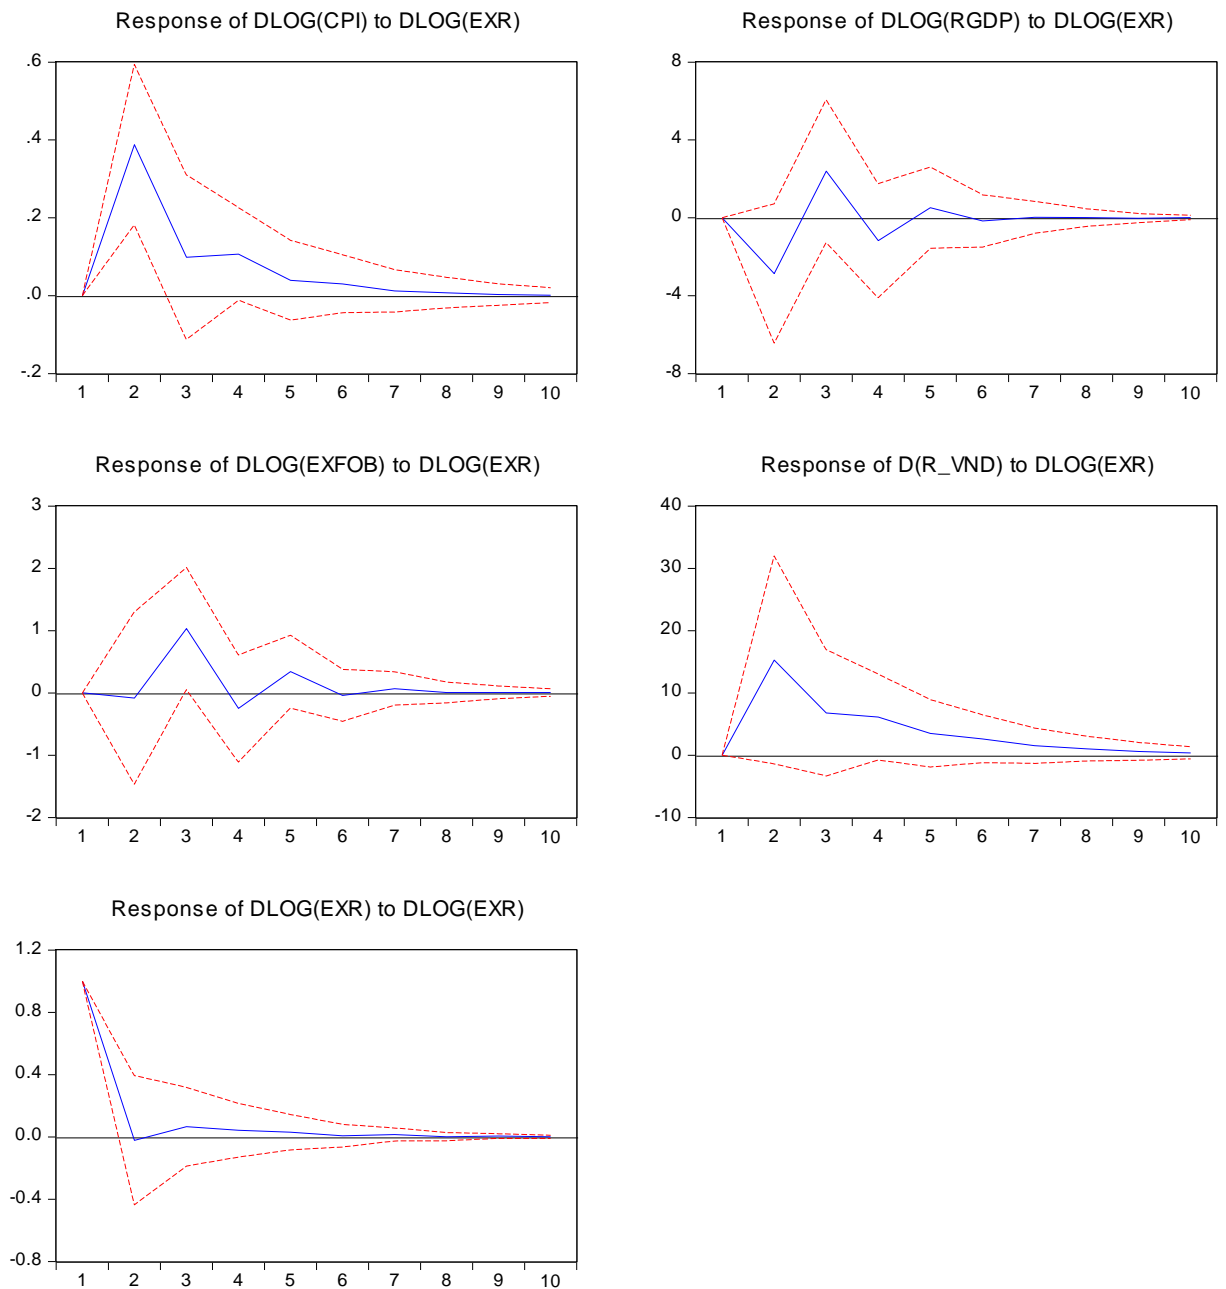 Response of DLOG(CPI) to DLOG(EXR)
.6
.4
.2
.0
-.2
1 2 3 4 5 6 7 8 9 10
Response of DLOG(RGDP) to DLOG(EXR)
8
4
0
-4
-8
1 2 3 4 5 6 7 8 9 10
Response of DLOG(EXFOB) to DLOG(EXR)
3
2
1
0
-1
-2
1 2 3 4 5 6 7 8 9 10
Response of D(R_VND) to DLOG(EXR)
40
30
20
10
0
-10
1 2 3 4 5 6 7 8 9 10
Response of DLOG(EXR) to DLOG(EXR)
1.2
0.8
0.4
0.0
-0.4
-0.8
1 2 3 4 5 6 7 8 9 10